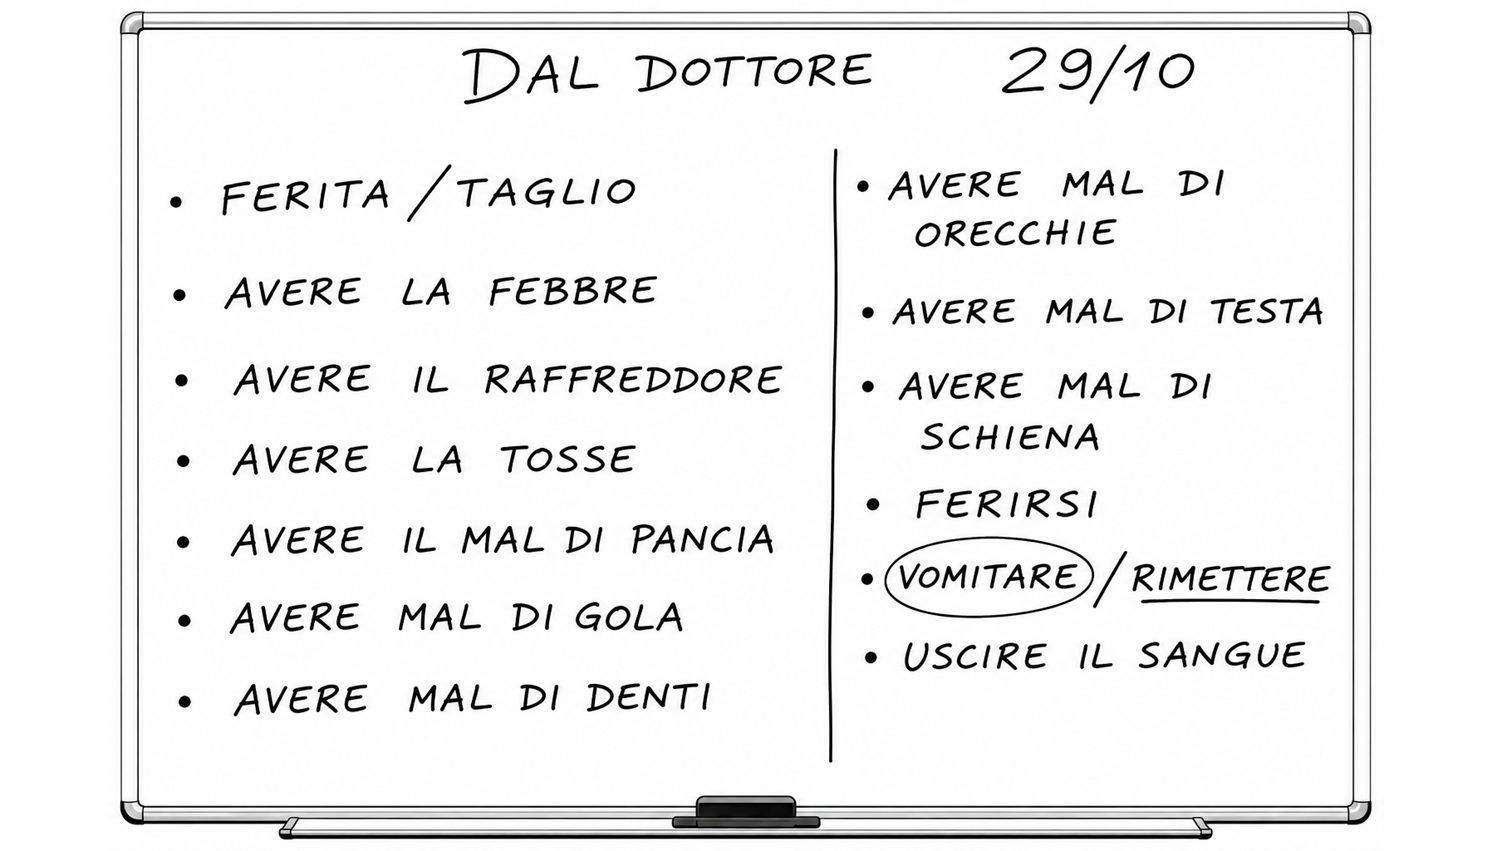 DAL DOTTORE 29/10
• FERITA / TAGLIO
• AVERE LA FEBBRE
• AVERE IL RAFFREDDORE
• AVERE LA TOSSE
• AVERE IL MAL DI PANCIA
• AVERE MAL DI GOLA
• AVERE MAL DI DENTI
• AVERE MAL DI
ORECCHIE
• AVERE MAL DI TESTA
• AVERE MAL DI
SCHIENA
• FERIRSI
• VOMITARE / RIMETTERE
• USCIRE IL SANGUE